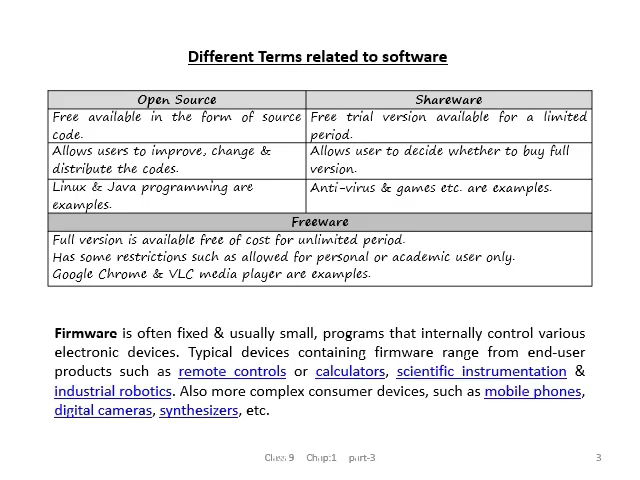 Different Terms related to software
Open Source
Shareware
Free available in the form of source
code.
Free trial version available for a limited
period.
Allows users to improve, change &
distribute the codes.
Allows user to decide whether to buy full
version.
Linux & Java programming are
examples.
Anti-virus & games etc. are examples.
Freeware
Full version is available free of cost for unlimited period.
Has some restrictions such as allowed for personal or academic user only.
Google Chrome & VLC media player are examples.
Firmware is often fixed & usually small, programs that internally control various
electronic devices. Typical devices containing firmware range from end-user
products such as remote controls or calculators, scientific instrumentation &
industrial robotics. Also more complex consumer devices, such as mobile phones,
digital cameras, synthesizers, etc.
Class 9 Chap:1 part-3
3